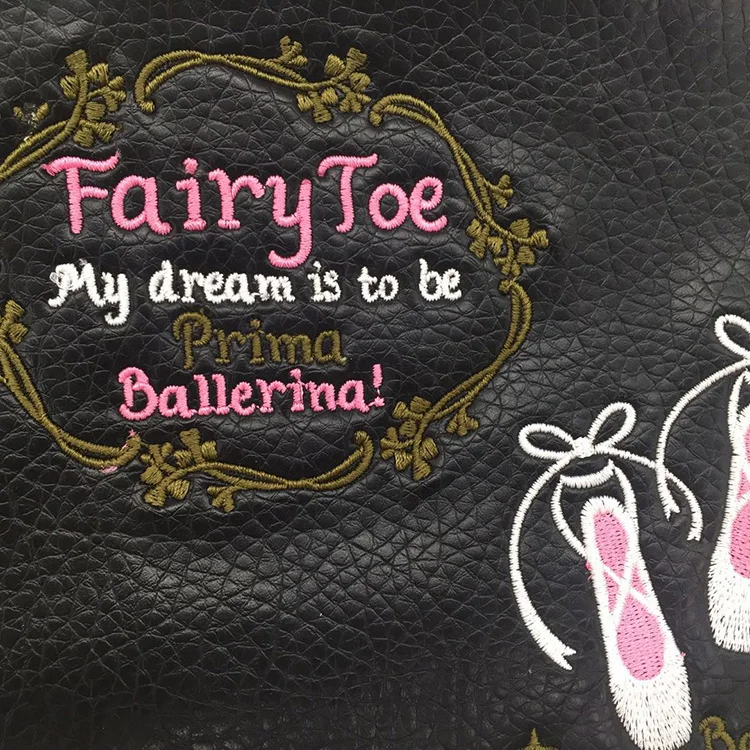 FairyToe
My dream is to be
Prima
Ballerina!